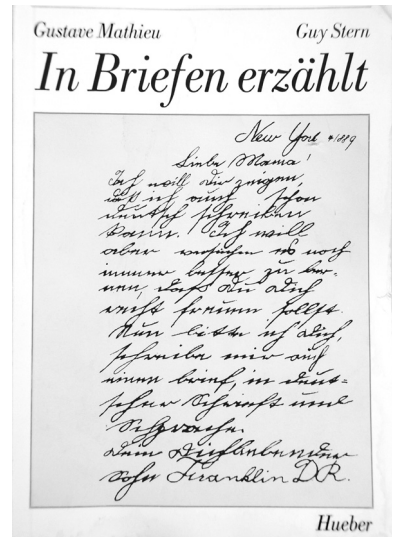 Gustave Mathieu Guy Stern
In Briefen erzählt
New York 1889
Liebe Mama!
Ich will dir zeigen,
daß ich auch schon
deutsch schreiben
kann. Ich will
aber versuchen es noch
immer besser zu ler-
nen, daß du dich
recht freuen sollst.
Nun bitte ich dich,
schreibe mir auch
einen brief, in deut-
scher Schrift und
Sprache.
Dein Dichliebender
Sohn Franklin D.R.
Hueber